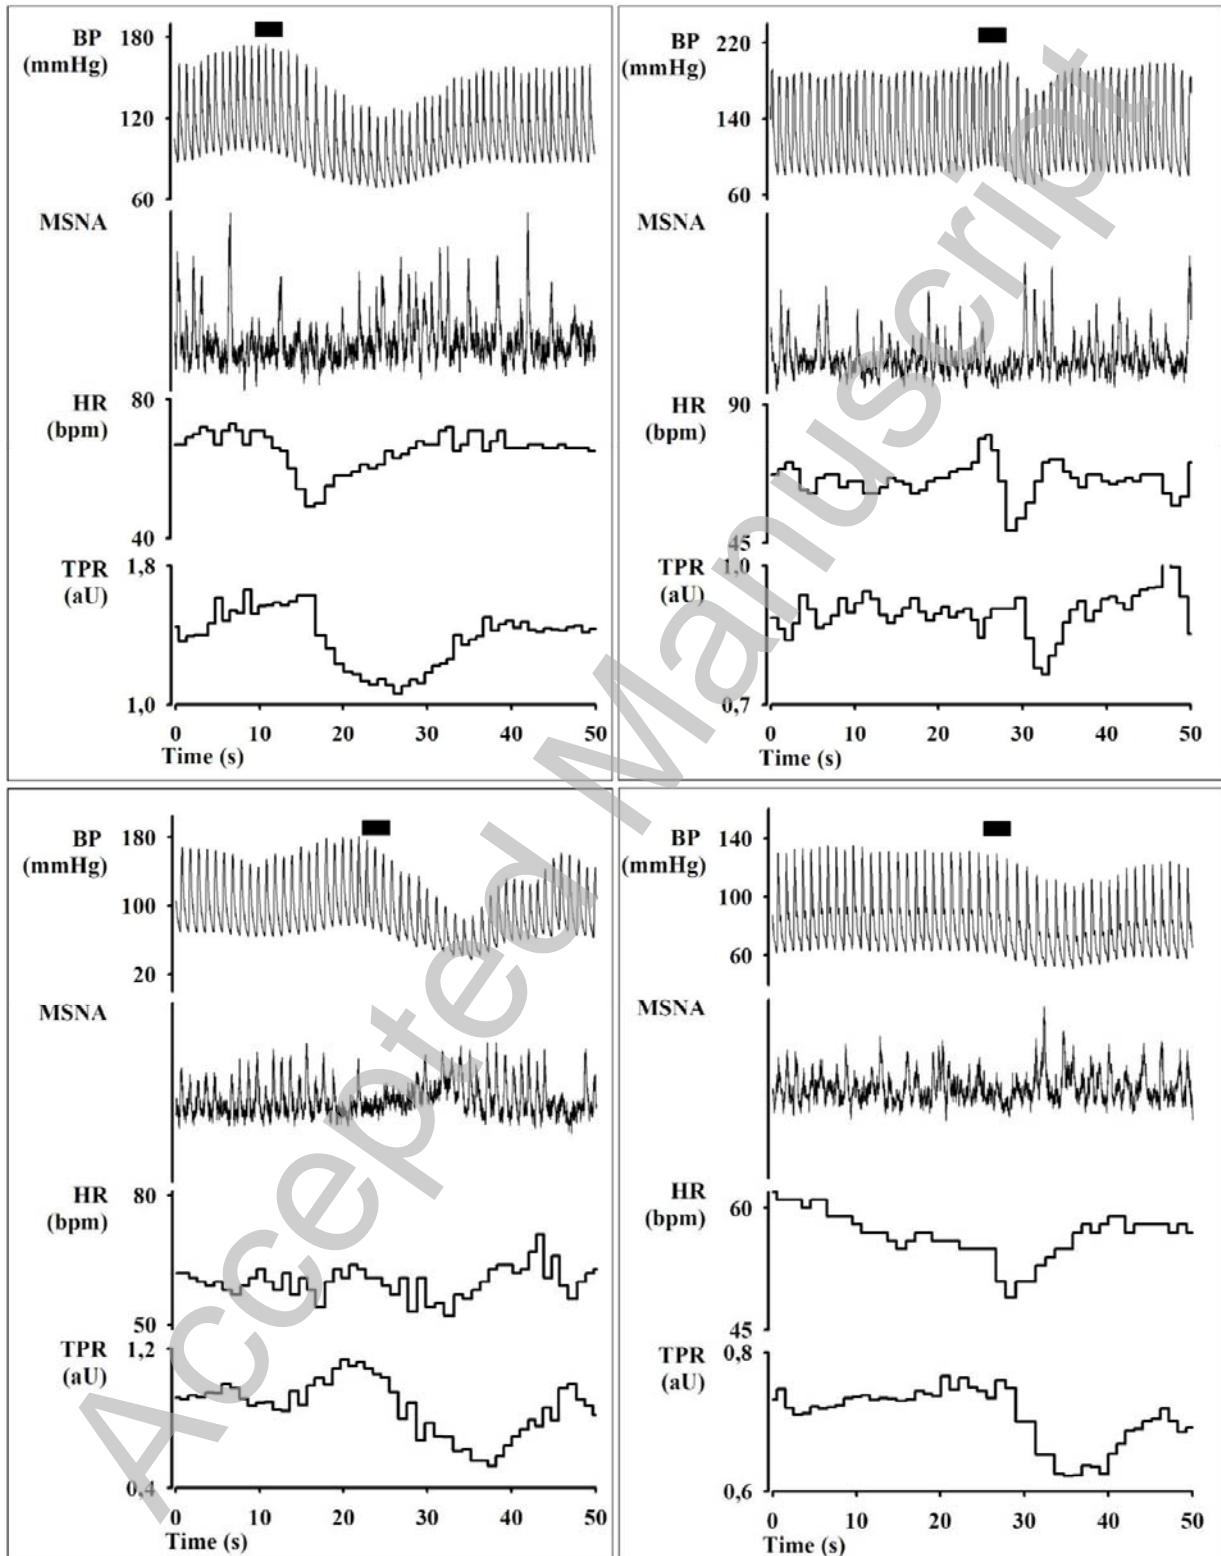 BP 180
(mmHg)
120
60
MSNA
HR 80
(bpm)
40
TPR 1,8
(aU)
1,0
0 10 20 30 40 50
Time (s)
BP 220
(mmHg)
140
60
MSNA
HR 90
(bpm)
45
TPR 1,0
(aU)
0,7
0 10 20 30 40 50
Time (s)
BP 180
(mmHg)
100
20
MSNA
HR 80
(bpm)
50
TPR 1,2
(aU)
0,4
0 10 20 30 40 50
Time (s)
BP 140
(mmHg)
100
60
MSNA
HR 60
(bpm)
45
TPR 0,8
(aU)
0,6
0 10 20 30 40 50
Time (s)
Accepted Manuscript